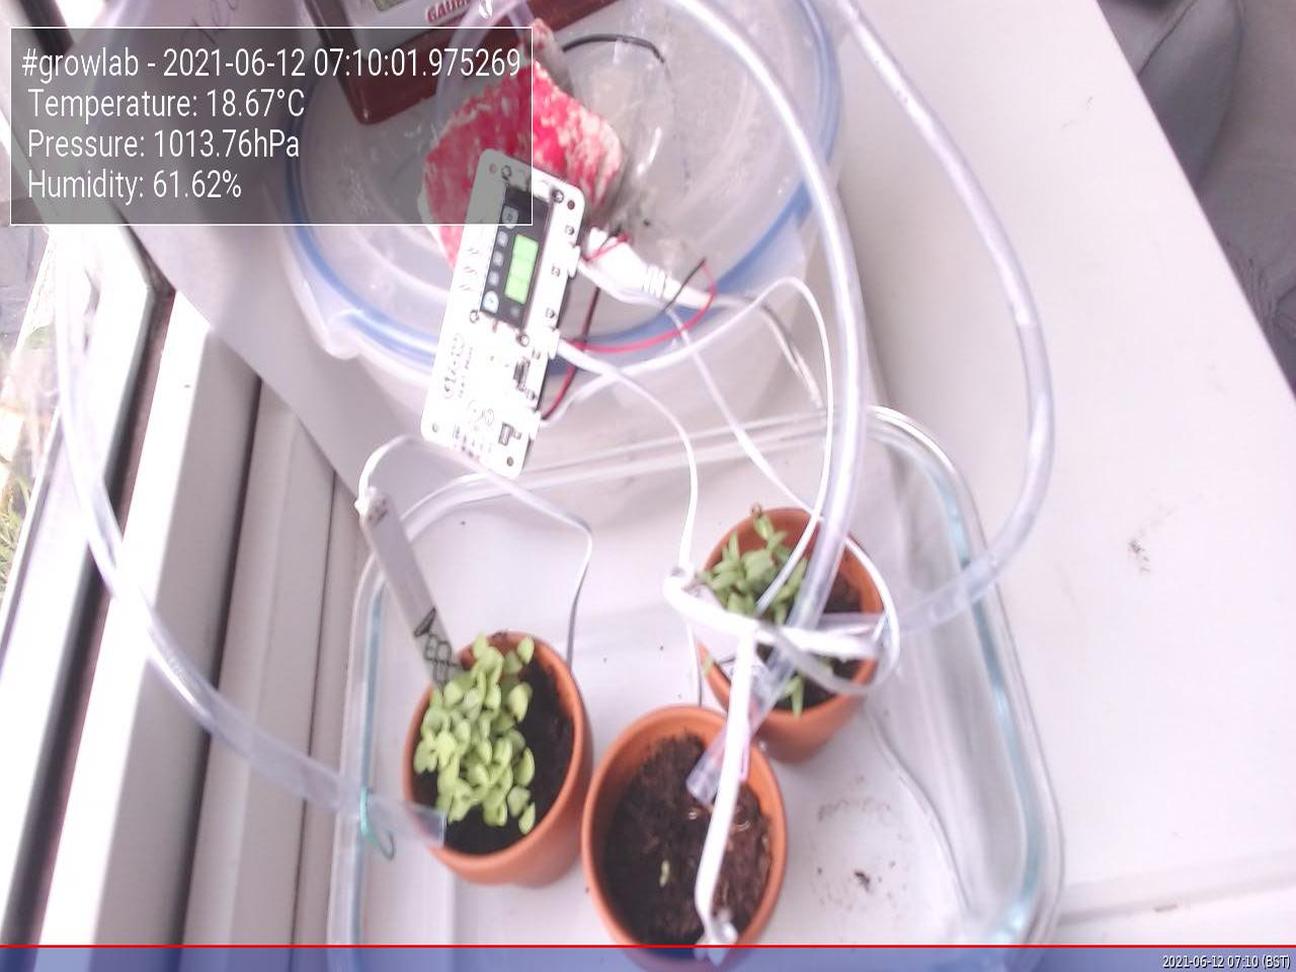 #growlab - 2021-06-12 07:10:01.975269
Temperature: 18.67°C
Pressure: 1013.76hPa
Humidity: 61.62%
2021-06-12 07:10 (BST)